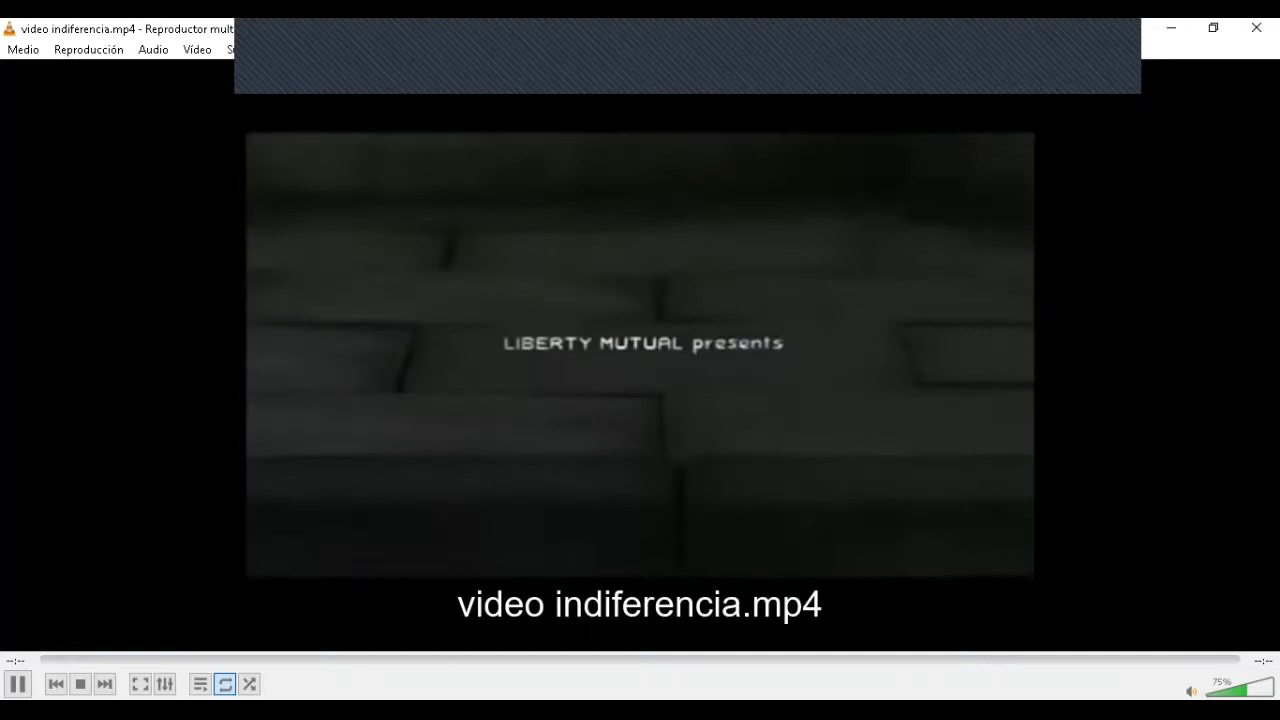 video indiferencia.mp4 - Reproductor mult
Medio Reproducción Audio Vídeo
LIBERTY MUTUAL presents
video indiferencia.mp4
--:-- --:--
75%